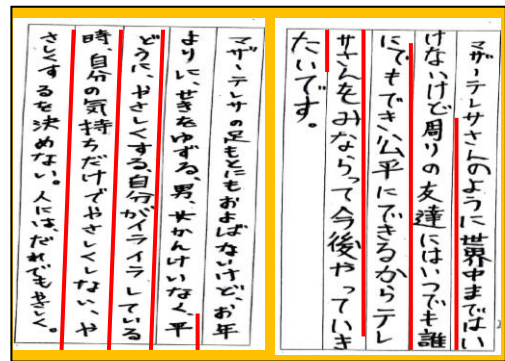 マザーテレサさんのように世界中まではい
けないけど周りの友達にはいつでも誰
にでもでき公平にできるからテレ
サさんをみならって今後やっていき
たいです。
マザーテレサの足もとにもおよばないけど、お年
よりに、せきをゆずる、男、女かんけいなく、平
どうに、やさしくする、自分がイライラしている
時、自分の気持ちだけでやさしくしない、や
さしくするを決めない。人には、だれでもやさしく。